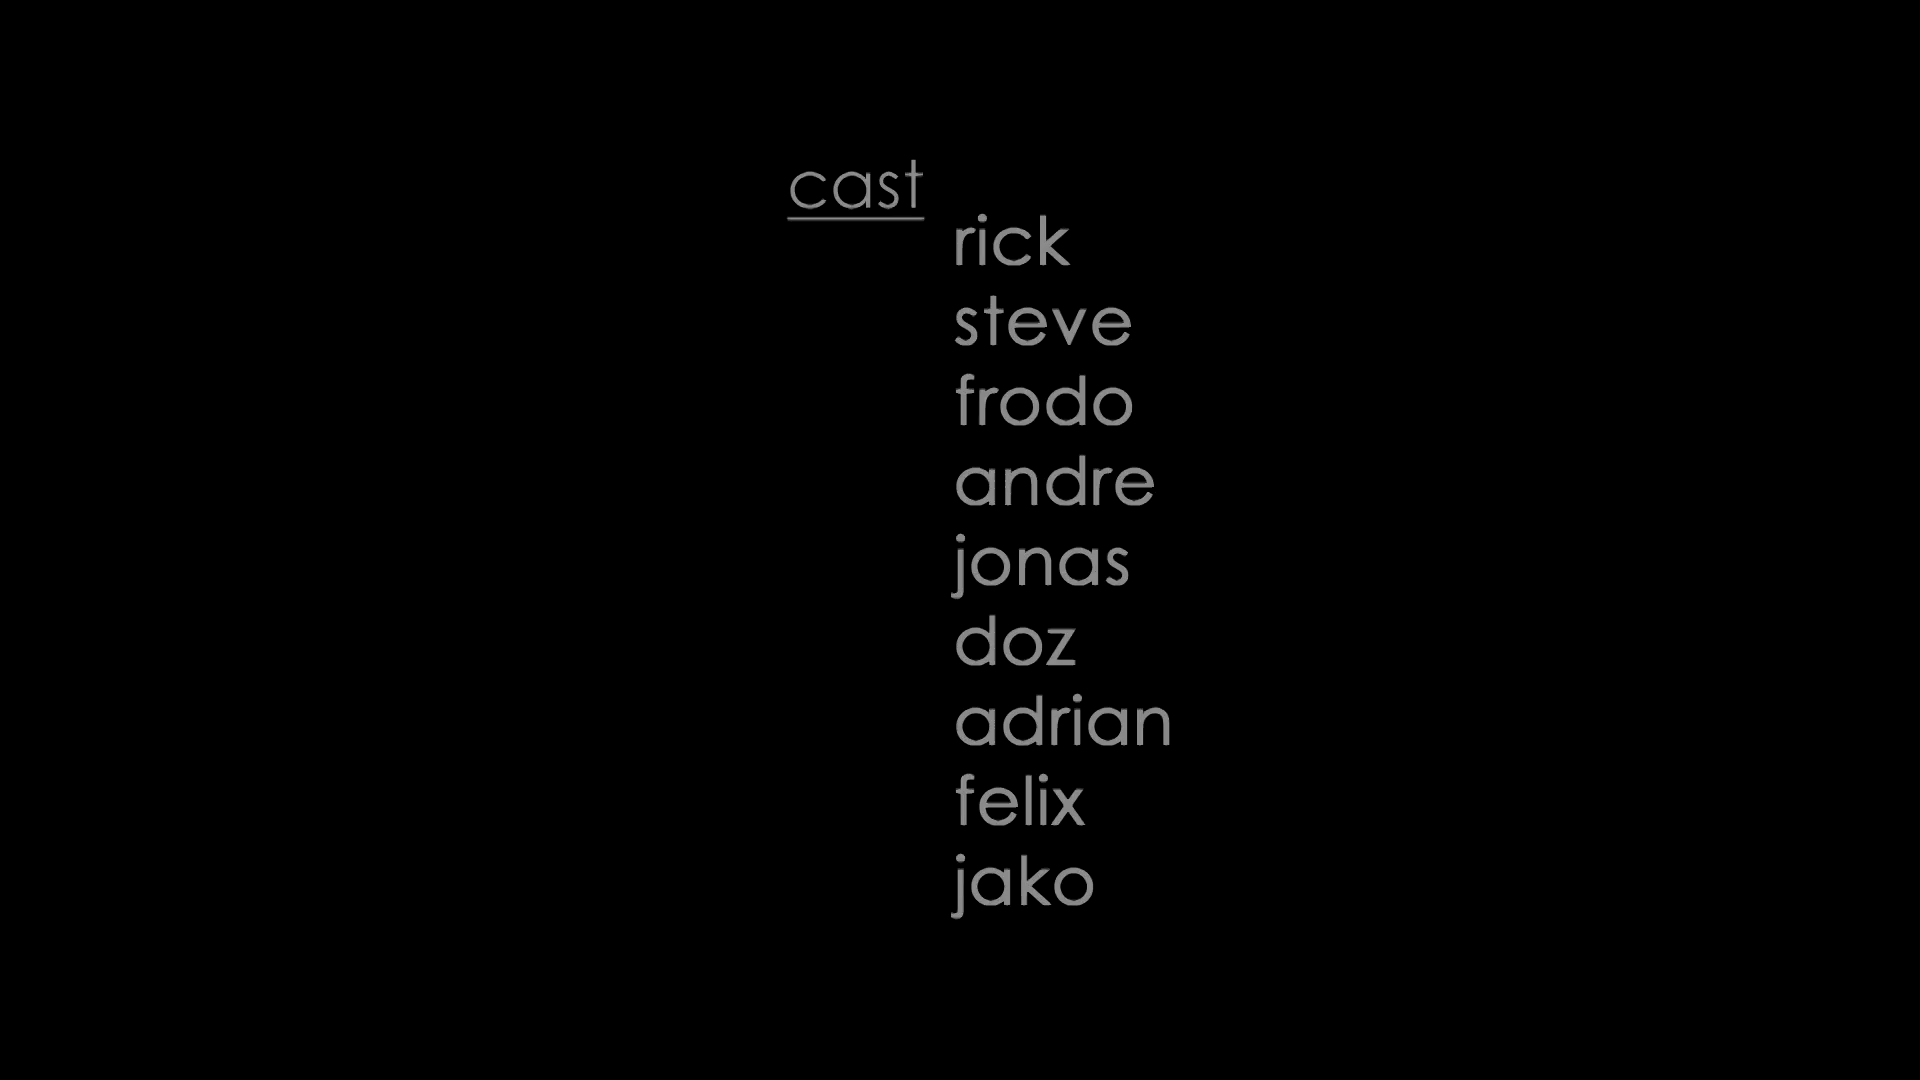 cast
rick
steve
frodo
andre
jonas
doz
adrian
felix
jako